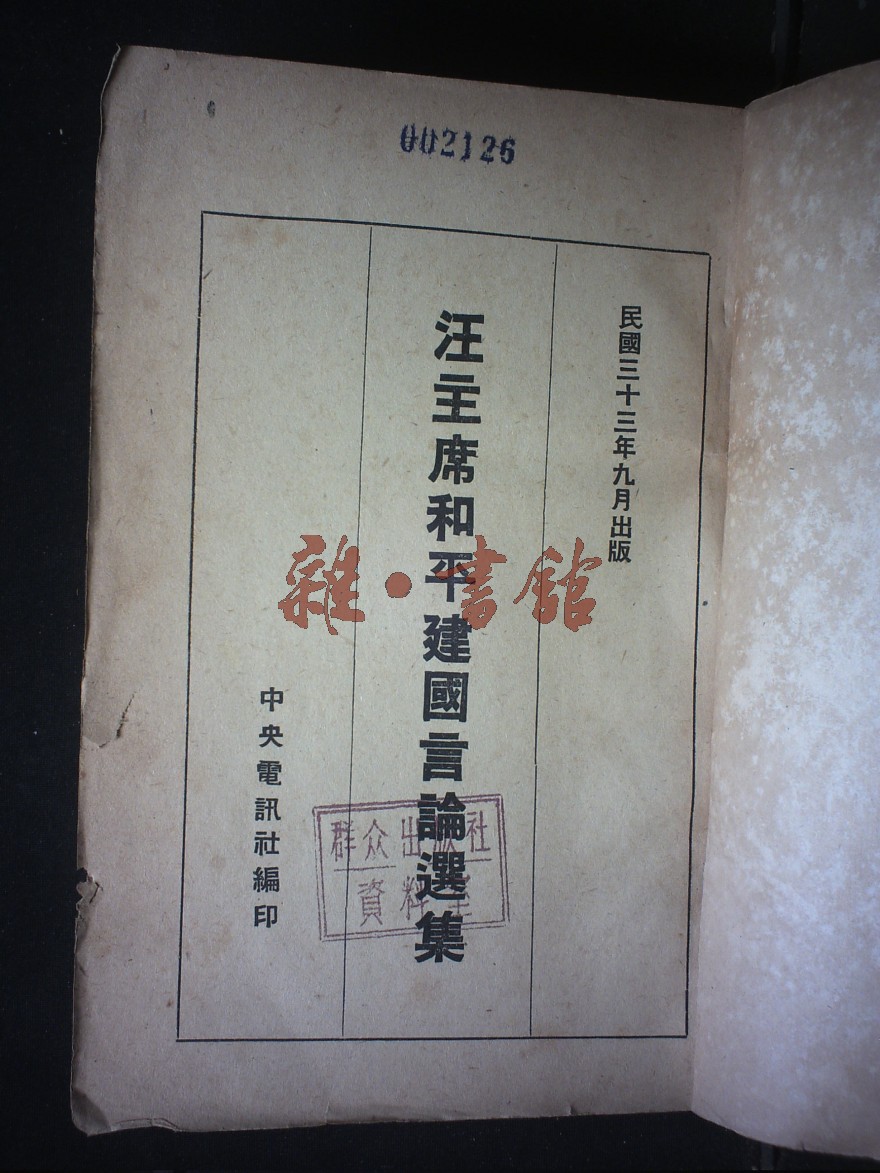 002126
民國三十三年九月出版
汪主席和平建國言論選集
中央電訊社編印
雜·書館
群众出版社
資料室